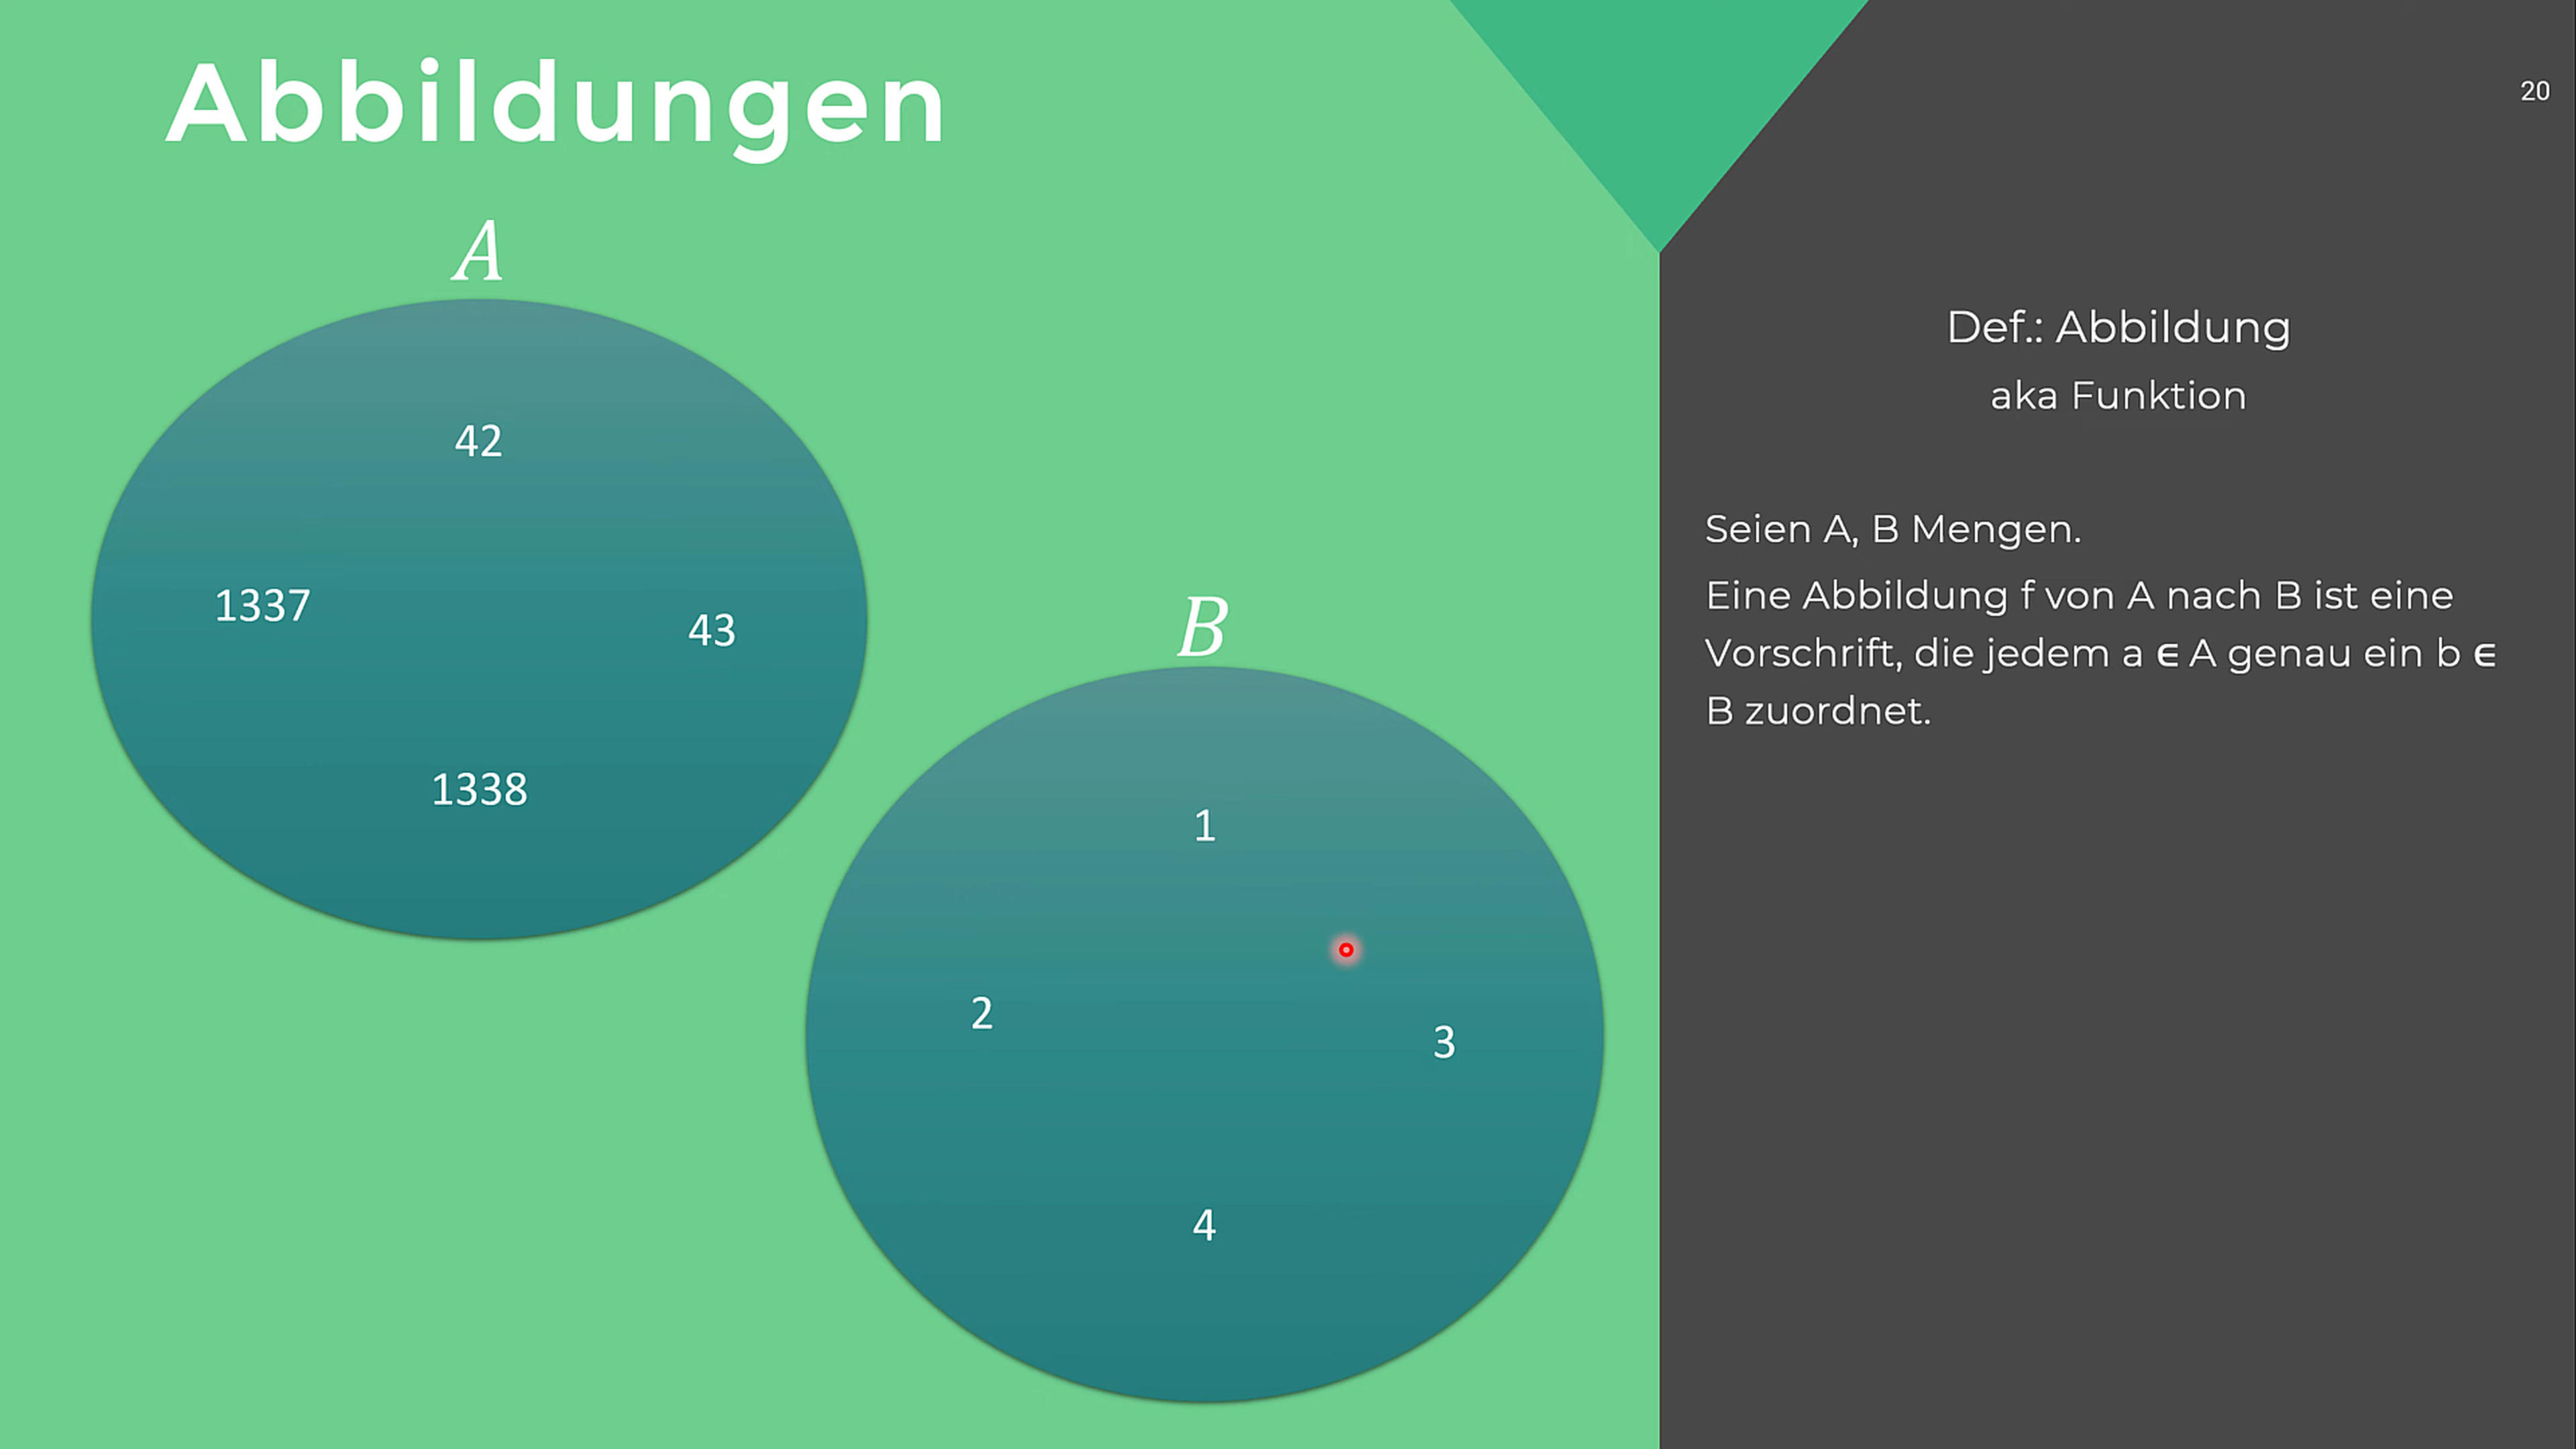 Abbildungen
20
A
42
1337
43
1338
B
1
2
3
4
Def.: Abbildung
aka Funktion
Seien A, B Mengen.
Eine Abbildung f von A nach B ist eine
Vorschrift, die jedem a ∈ A genau ein b ∈
B zuordnet.